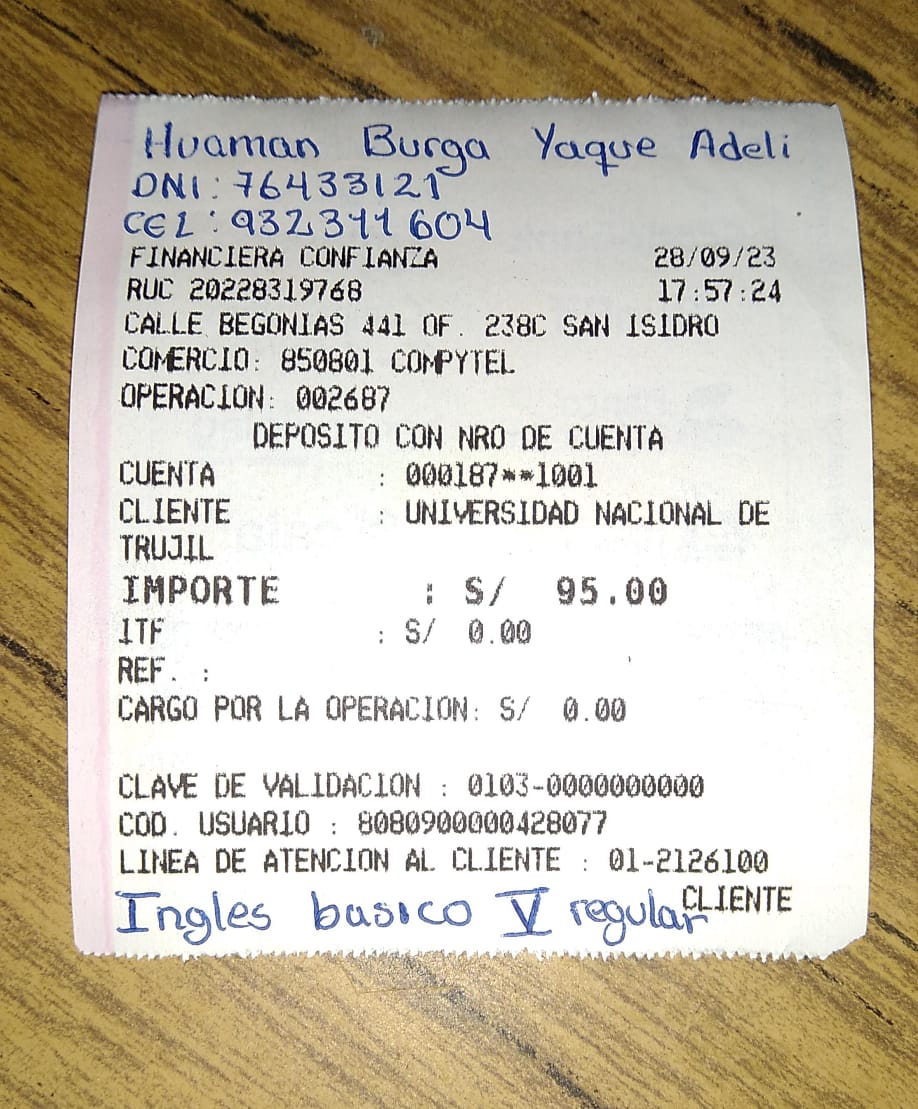 Huaman Burga Yaque Adeli
DNI: 76433121
CEL: 932311604
FINANCIERA CONFIANZA 28/09/23
RUC 20228319768 17:57:24
CALLE BEGONIAS 441 OF. 238C SAN ISIDRO
COMERCIO: 850801 COMPYTEL
OPERACION: 002687
DEPOSITO CON NRO DE CUENTA
CUENTA : 000187**1001
CLIENTE : UNIVERSIDAD NACIONAL DE
TRUJIL
IMPORTE : S/ 95.00
ITF : S/ 0.00
REF. :
CARGO POR LA OPERACION: S/ 0.00
CLAVE DE VALIDACION : 0103-0000000000
COD. USUARIO : 8080900000428077
LINEA DE ATENCION AL CLIENTE : 01-2126100
CLIENTE
Ingles basico V regular